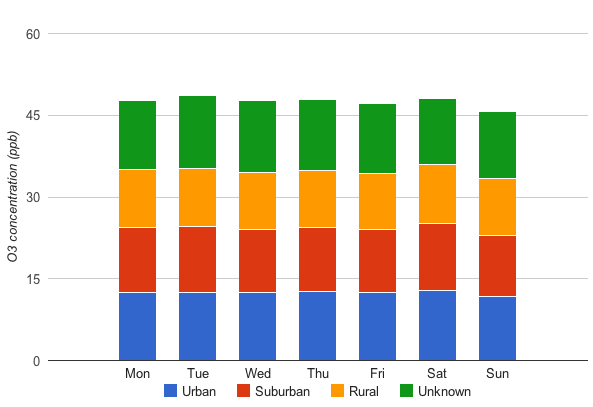 60
45
30
15
0
O3 concentration (ppb)
Mon Tue Wed Thu Fri Sat Sun
Urban Suburban Rural Unknown